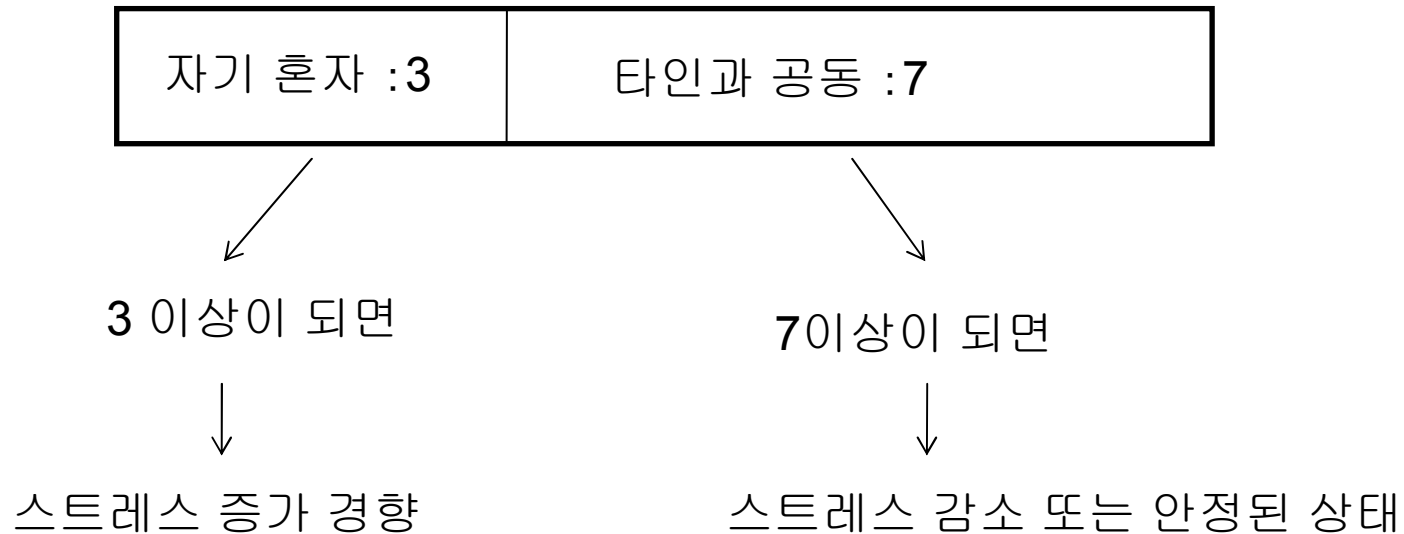 자기 혼자 :3
타인과 공동 :7
3 이상이 되면
7이상이 되면
스트레스 증가 경향
스트레스 감소 또는 안정된 상태